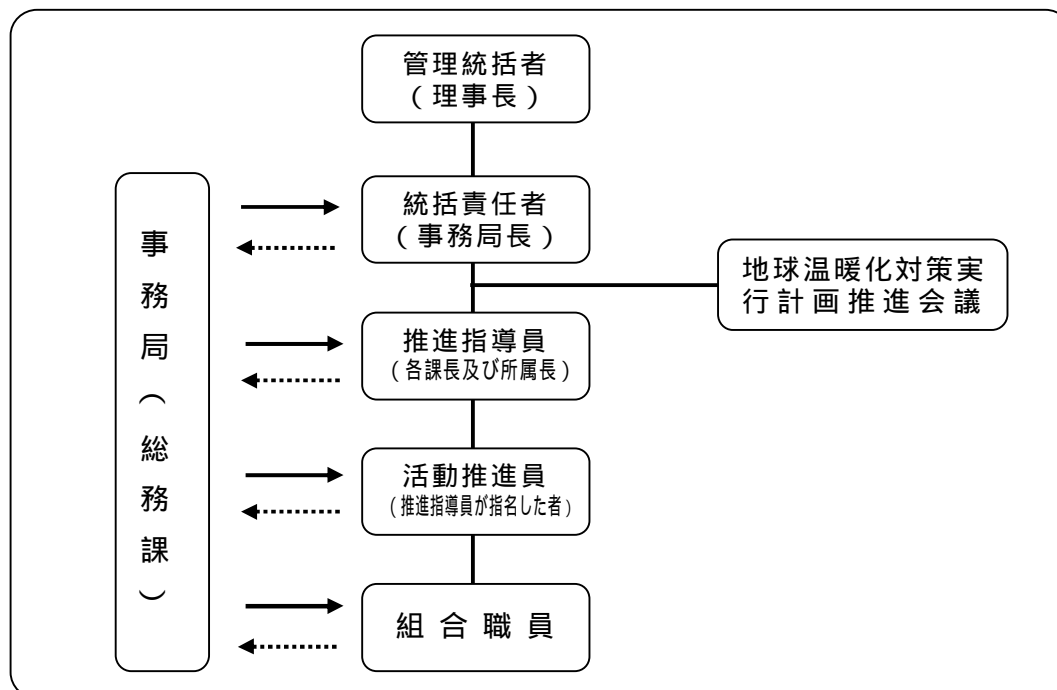 管理統括者
（理事長）
統括責任者
（事務局長）
地球温暖化対策実
行計画推進会議
推進指導員
（各課長及び所属長）
活動推進員
（推進指導員が指名した者）
組合職員
事務局（総務課）